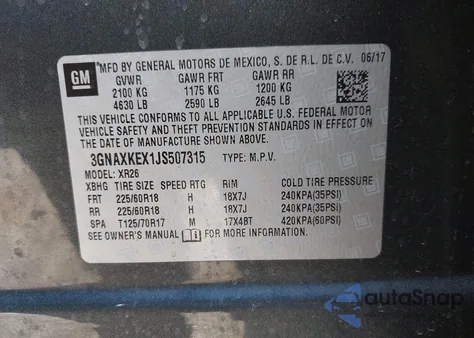 GM
MFD BY GENERAL MOTORS DE MEXICO, S. DE R.L. DE C.V. 06/17
GVWR GAWR FRT GAWR RR
2100 KG 1175 KG 1200 KG
4630 LB 2590 LB 2645 LB
THIS VEHICLE CONFORMS TO ALL APPLICABLE U.S. FEDERAL MOTOR
VEHICLE SAFETY AND THEFT PREVENTION STANDARDS IN EFFECT ON
THE DATE OF MANUFACTURE SHOWN ABOVE.
3GNAXKEX1JS507315 TYPE: M.P.V.
MODEL: XR26
XBHG TIRE SIZE SPEED RTG RIM COLD TIRE PRESSURE
FRT 225/60R18 H 18X7J 240KPA(35PSI)
RR 225/60R18 H 18X7J 240KPA(35PSI)
SPA T125/70R17 M 17X4BT 420KPA(60PSI)
SEE OWNER'S MANUAL FOR MORE INFORMATION.
autoSnap